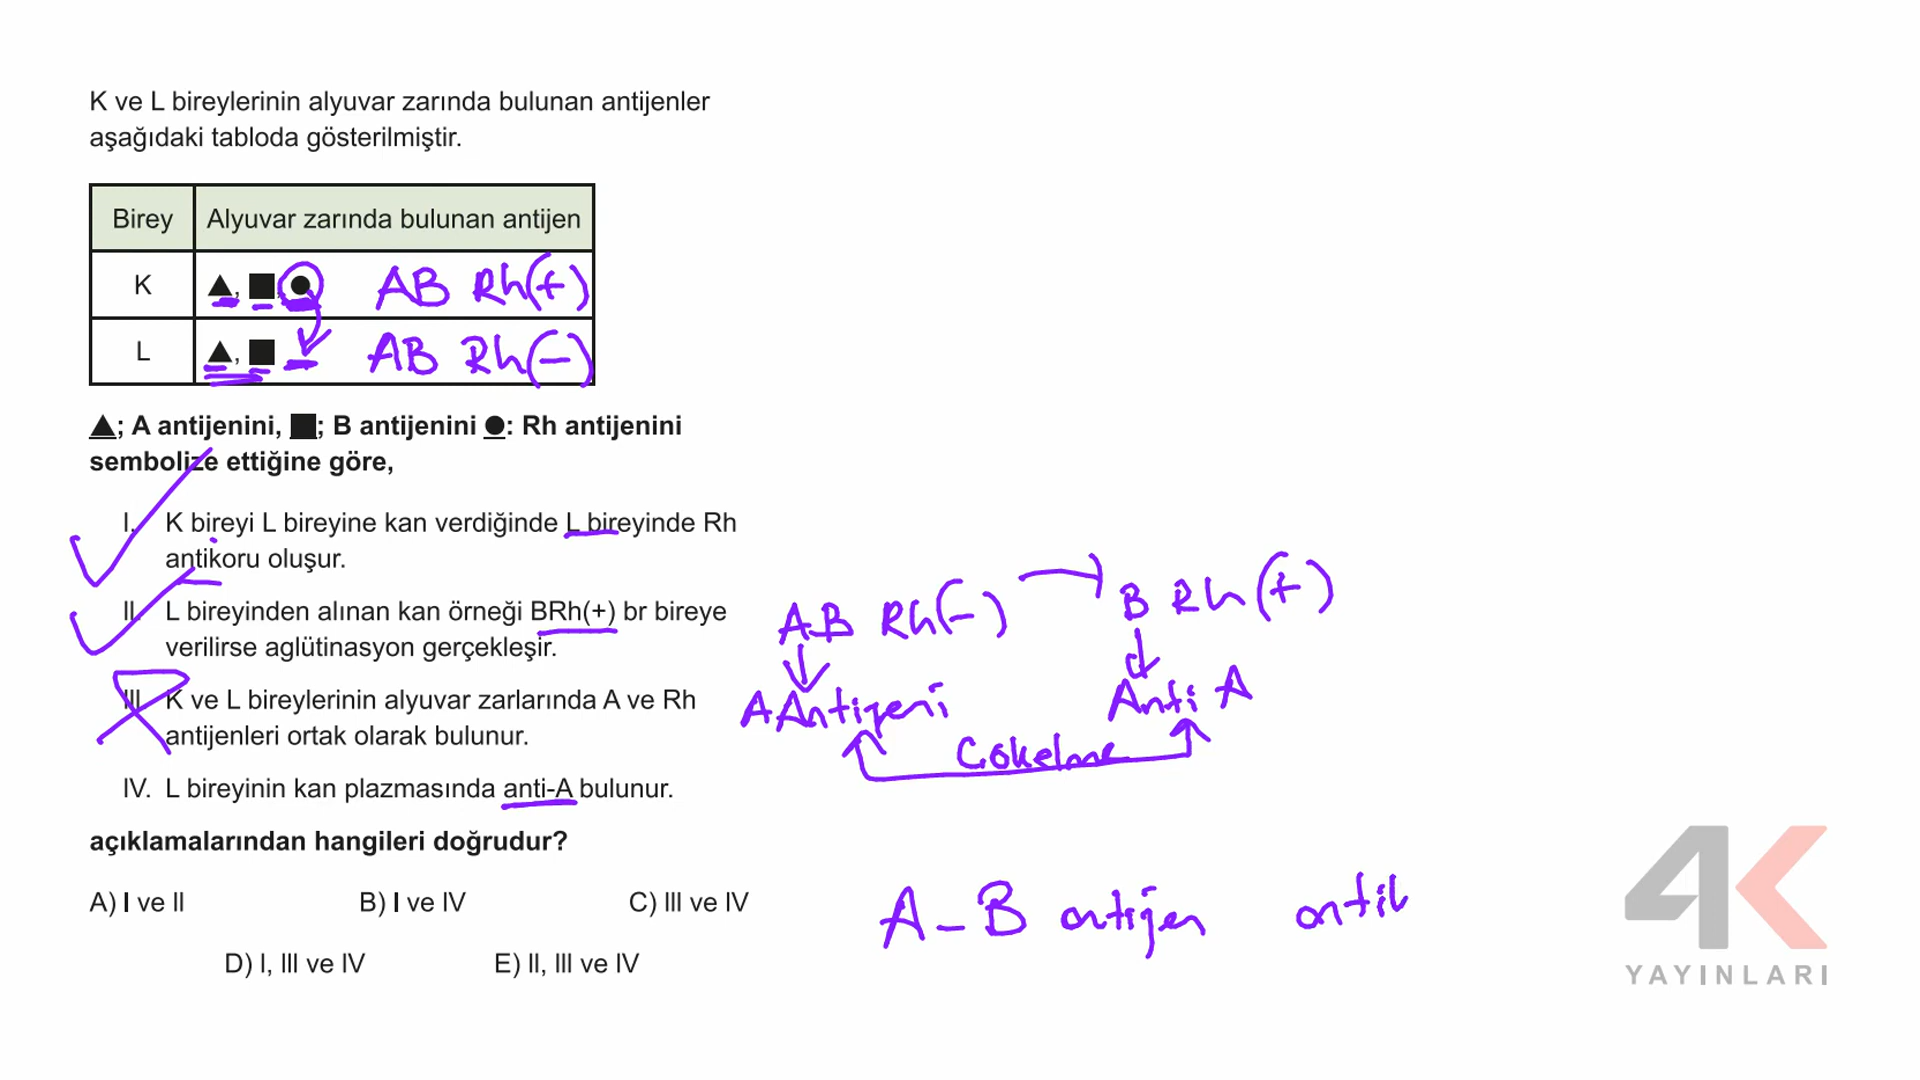 K ve L bireylerinin alyuvar zarında bulunan antijenler
aşağıdaki tabloda gösterilmiştir.
Birey Alyuvar zarında bulunan antijen
K ▲, ■ ● AB Rh(+)
L ▲, ■ AB Rh(-)
▲; A antijenini, ■; B antijenini ●: Rh antijenini
sembolize ettiğine göre,
I. K bireyi L bireyine kan verdiğinde L bireyinde Rh
antikoru oluşur.
II. L bireyinden alınan kan örneği BRh(+) br bireye
verilirse aglütinasyon gerçekleşir.
AB Rh(-) B Rh(+)
III. K ve L bireylerinin alyuvar zarlarında A ve Rh
antijenleri ortak olarak bulunur.
A Antijeni Anti A
Çökelme
IV. L bireyinin kan plazmasında anti-A bulunur.
açıklamalarından hangileri doğrudur?
A) I ve II B) I ve IV C) III ve IV
D) I, III ve IV E) II, III ve IV
A-B antijen
4K
YAYINLARI